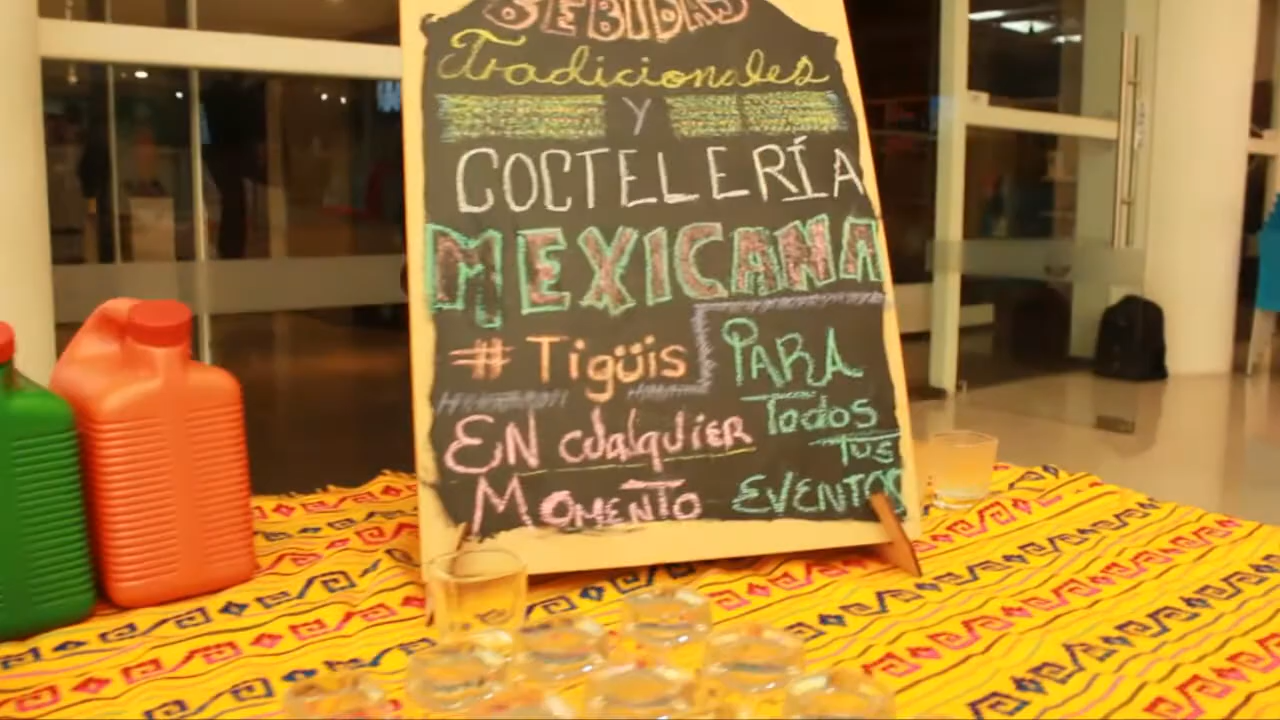 BEBIDAS
Tradicionales
Y
COCTELERÍA
MEXICANA
# Tigüis
EN cualquier
MOMENTO
PARA
Todos
TUS
EVENTOS